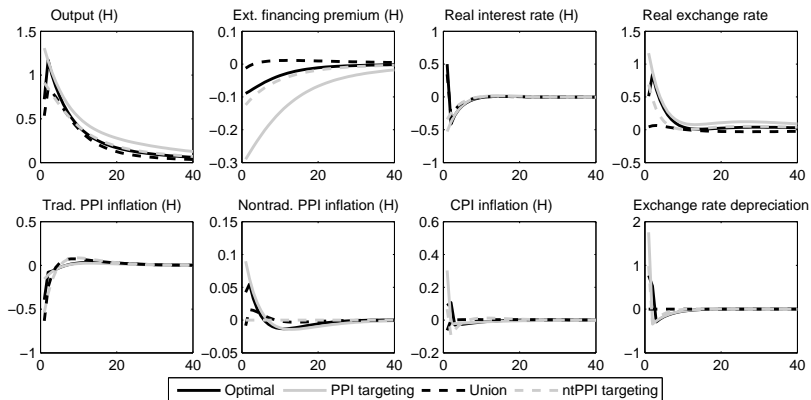 Output (H)
Ext. financing premium (H)
Real interest rate (H)
Real exchange rate
1.5
1
0.5
0
0 20 40
0.1
0
−0.1
−0.2
−0.3
0 20 40
1
0.5
0
−0.5
−1
0 20 40
1.5
1
0.5
0
−0.5
0 20 40
Trad. PPI inflation (H)
Nontrad. PPI inflation (H)
CPI inflation (H)
Exchange rate depreciation
0.5
0
−0.5
−1
0 20 40
0.15
0.1
0.05
0
−0.05
0 20 40
0.6
0.4
0.2
0
−0.2
0 20 40
2
1
0
−1
0 20 40
Optimal PPI targeting Union ntPPI targeting